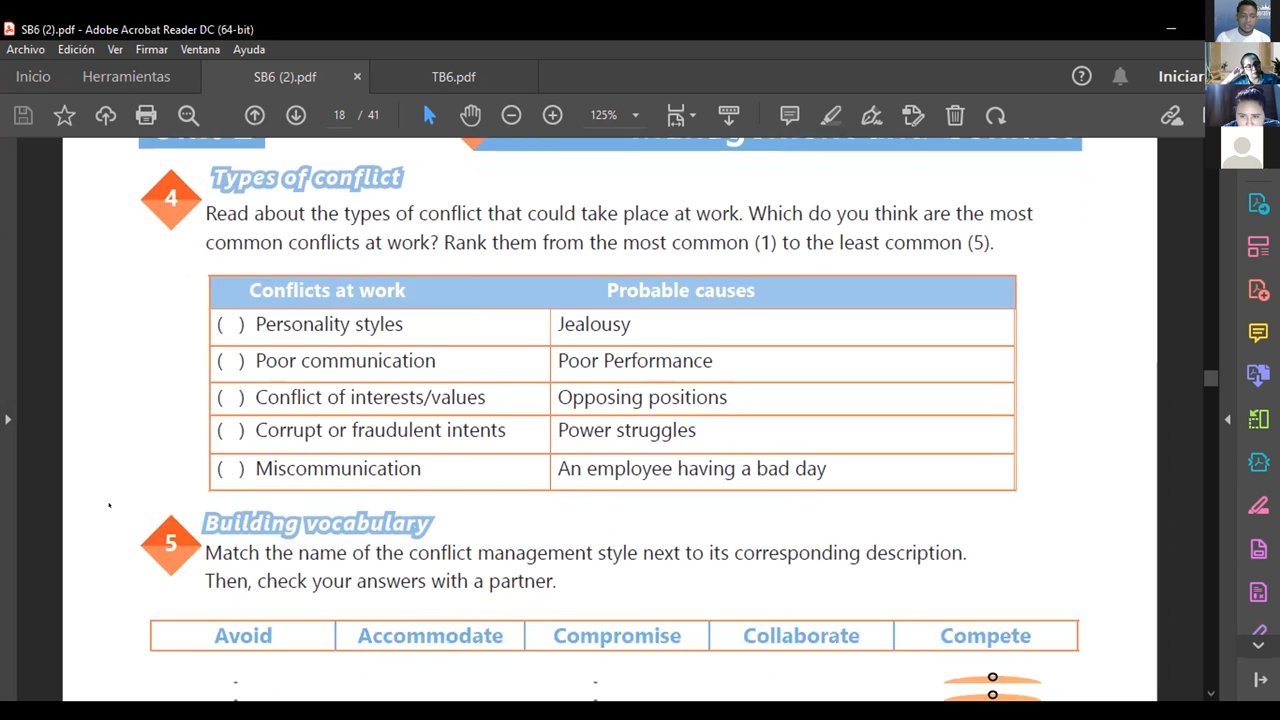 SB6 (2).pdf - Adobe Acrobat Reader DC (64-bit)
Archivo Edición Ver Firmar Ventana Ayuda
Inicio Herramientas SB6 (2).pdf × TB6.pdf Iniciar
18 / 41 125%
4 Types of conflict
Read about the types of conflict that could take place at work. Which do you think are the most
common conflicts at work? Rank them from the most common (1) to the least common (5).
Conflicts at work Probable causes
( ) Personality styles Jealousy
( ) Poor communication Poor Performance
( ) Conflict of interests/values Opposing positions
( ) Corrupt or fraudulent intents Power struggles
( ) Miscommunication An employee having a bad day
5 Building vocabulary
Match the name of the conflict management style next to its corresponding description.
Then, check your answers with a partner.
Avoid Accommodate Compromise Collaborate Compete